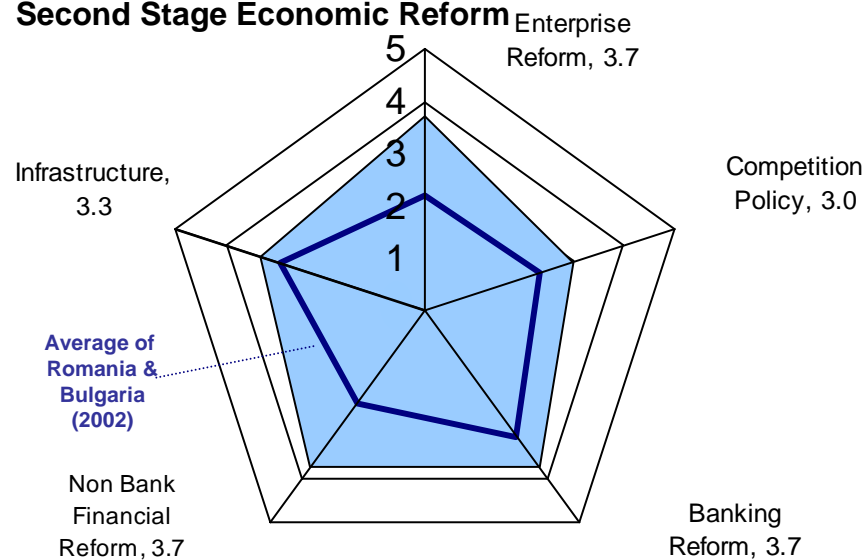 Second Stage Economic Reform
Enterprise
Reform, 3.7
5
4
3
2
1
Competition
Policy, 3.0
Infrastructure,
3.3
Average of
Romania &
Bulgaria
(2002)
Non Bank
Financial
Reform, 3.7
Banking
Reform, 3.7